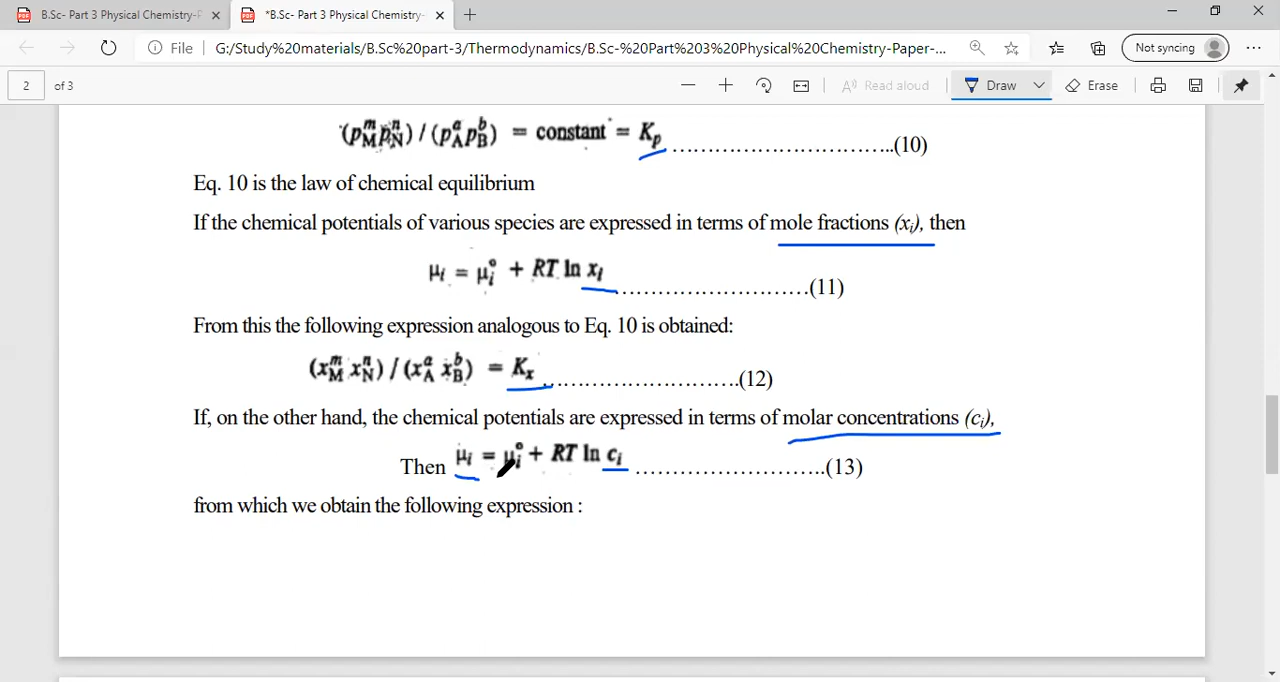 B.Sc- Part 3 Physical Chemistry-P
*B.Sc- Part 3 Physical Chemistry-
File
G:/Study%20materials/B.Sc%20part-3/Thermodynamics/B.Sc-%20Part%203%20Physical%20Chemistry-Paper-...
Not syncing
2 of 3
Read aloud
Draw
Erase
(p_M^m p_N^n) / (p_A^a p_B^b) = constant = K_p ……………………………..(10)
Eq. 10 is the law of chemical equilibrium
If the chemical potentials of various species are expressed in terms of mole fractions (x_i), then
μ_i = μ_i° + RT ln x_i ………………………(11)
From this the following expression analogous to Eq. 10 is obtained:
(x_M^m x_N^n) / (x_A^a x_B^b) = K_x …………………….(12)
If, on the other hand, the chemical potentials are expressed in terms of molar concentrations (c_i),
Then μ_i = μ_i° + RT ln c_i ……………………..(13)
from which we obtain the following expression :